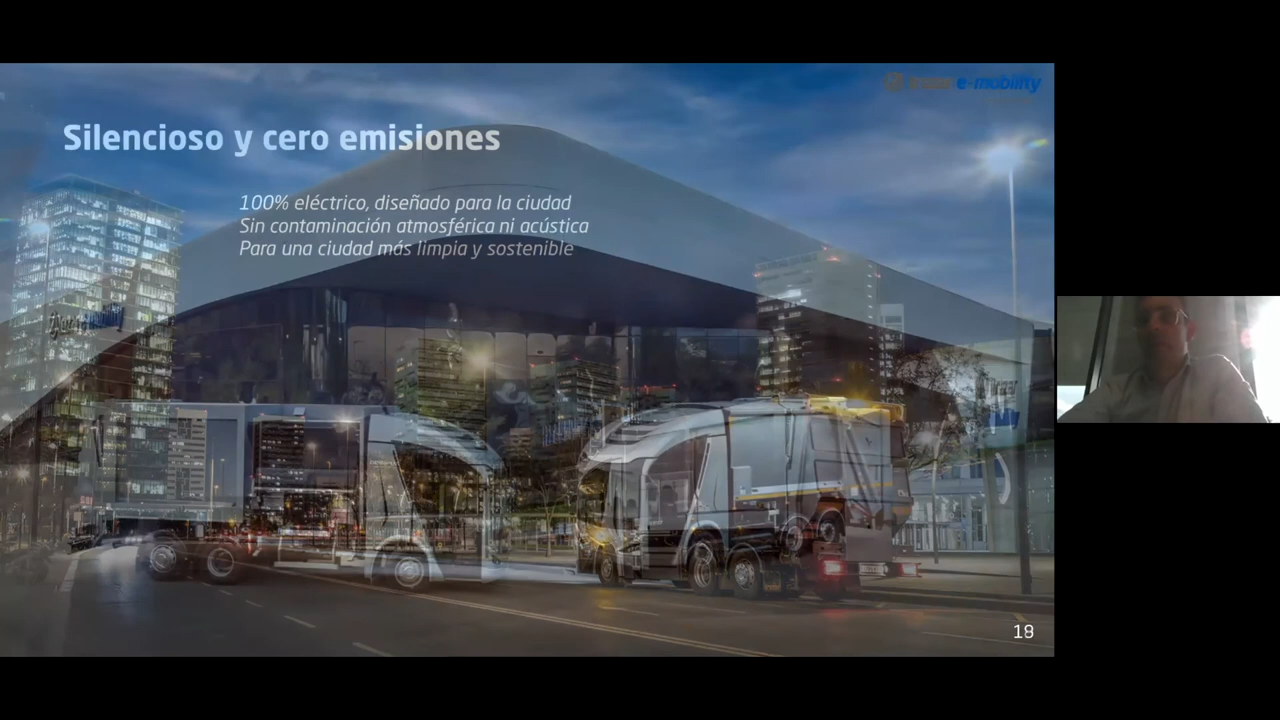 e-mobility
Silencioso y cero emisiones
100% eléctrico, diseñado para la ciudad
Sin contaminación atmosférica ni acústica
Para una ciudad más limpia y sostenible
18